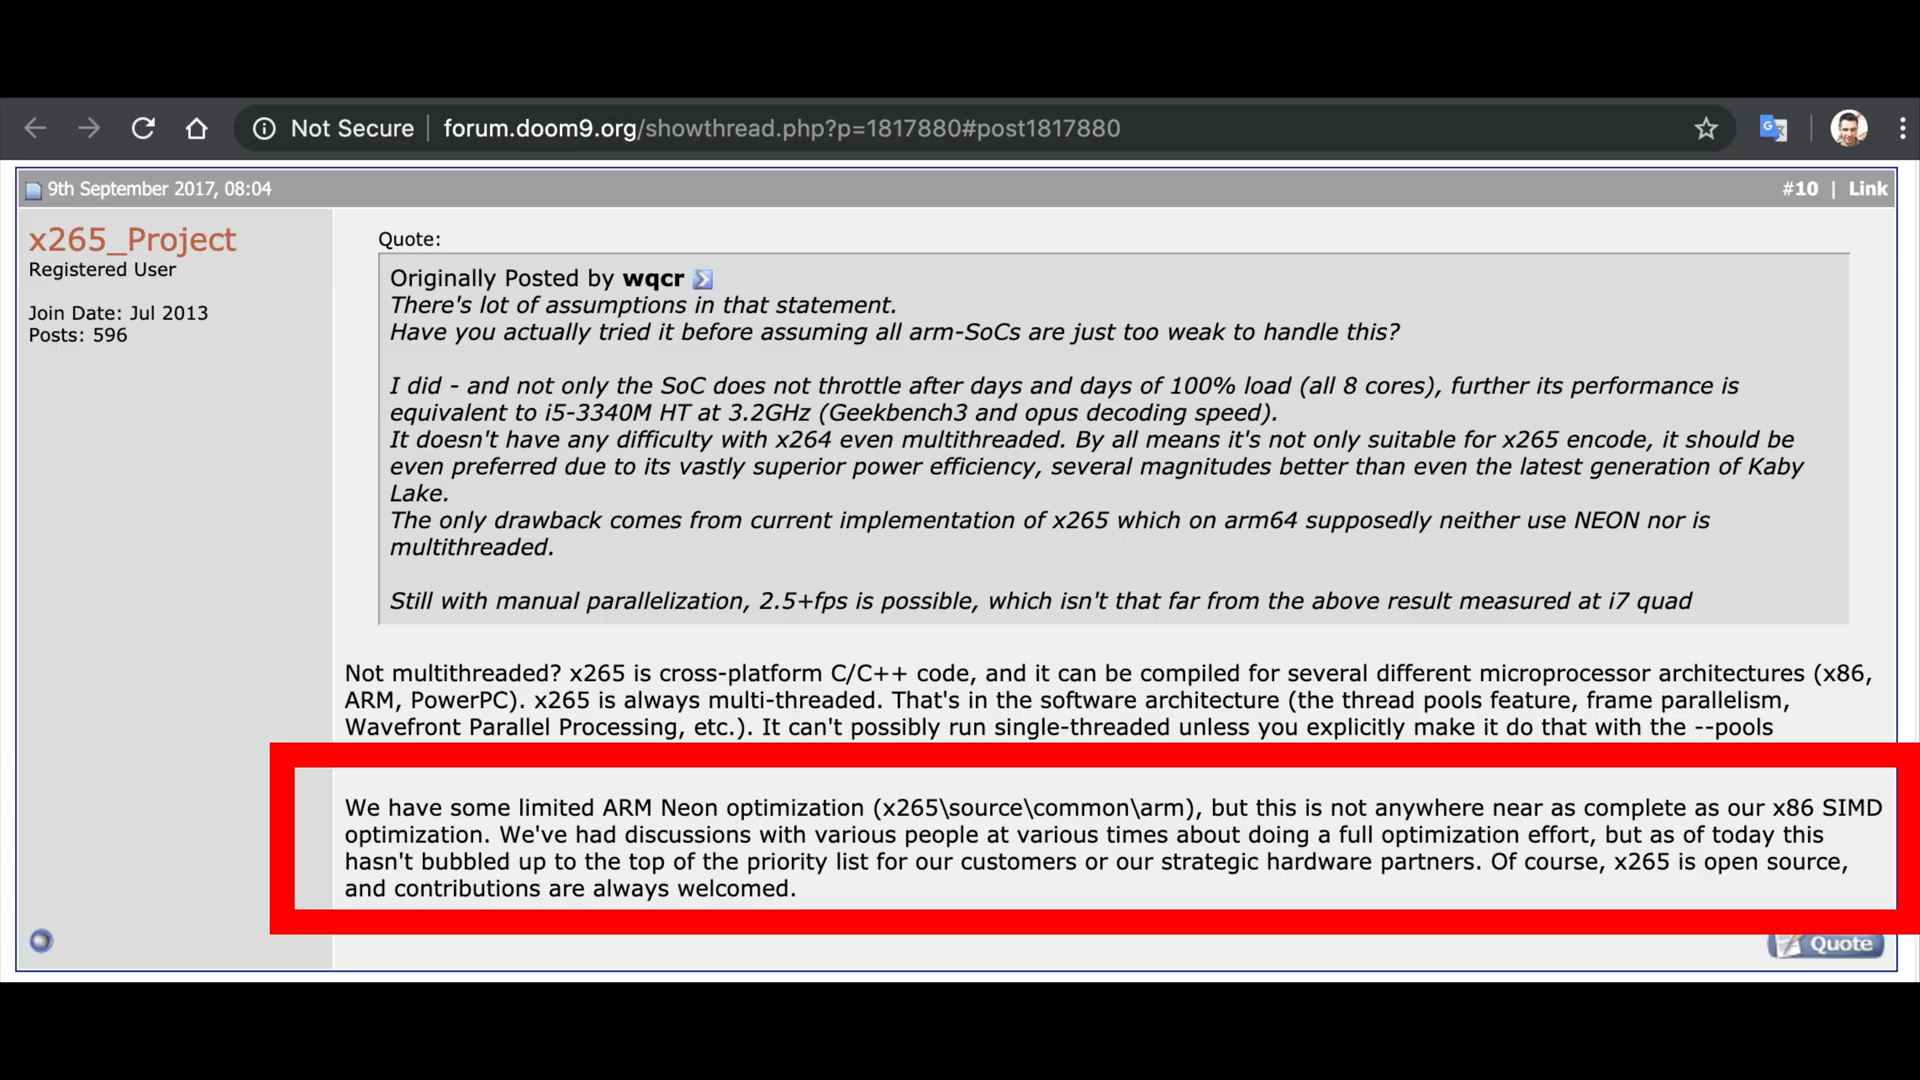 Not Secure forum.doom9.org/showthread.php?p=1817880#post1817880
9th September 2017, 08:04 #10 | Link
x265_Project
Registered User
Join Date: Jul 2013
Posts: 596
Quote:
Originally Posted by wqcr
There's lot of assumptions in that statement.
Have you actually tried it before assuming all arm-SoCs are just too weak to handle this?
I did - and not only the SoC does not throttle after days and days of 100% load (all 8 cores), further its performance is
equivalent to i5-3340M HT at 3.2GHz (Geekbench3 and opus decoding speed).
It doesn't have any difficulty with x264 even multithreaded. By all means it's not only suitable for x265 encode, it should be
even preferred due to its vastly superior power efficiency, several magnitudes better than even the latest generation of Kaby
Lake.
The only drawback comes from current implementation of x265 which on arm64 supposedly neither use NEON nor is
multithreaded.
Still with manual parallelization, 2.5+fps is possible, which isn't that far from the above result measured at i7 quad
Not multithreaded? x265 is cross-platform C/C++ code, and it can be compiled for several different microprocessor architectures (x86,
ARM, PowerPC). x265 is always multi-threaded. That's in the software architecture (the thread pools feature, frame parallelism,
Wavefront Parallel Processing, etc.). It can't possibly run single-threaded unless you explicitly make it do that with the --pools
We have some limited ARM Neon optimization (x265\source\common\arm), but this is not anywhere near as complete as our x86 SIMD
optimization. We've had discussions with various people at various times about doing a full optimization effort, but as of today this
hasn't bubbled up to the top of the priority list for our customers or our strategic hardware partners. Of course, x265 is open source,
and contributions are always welcomed.
Quote